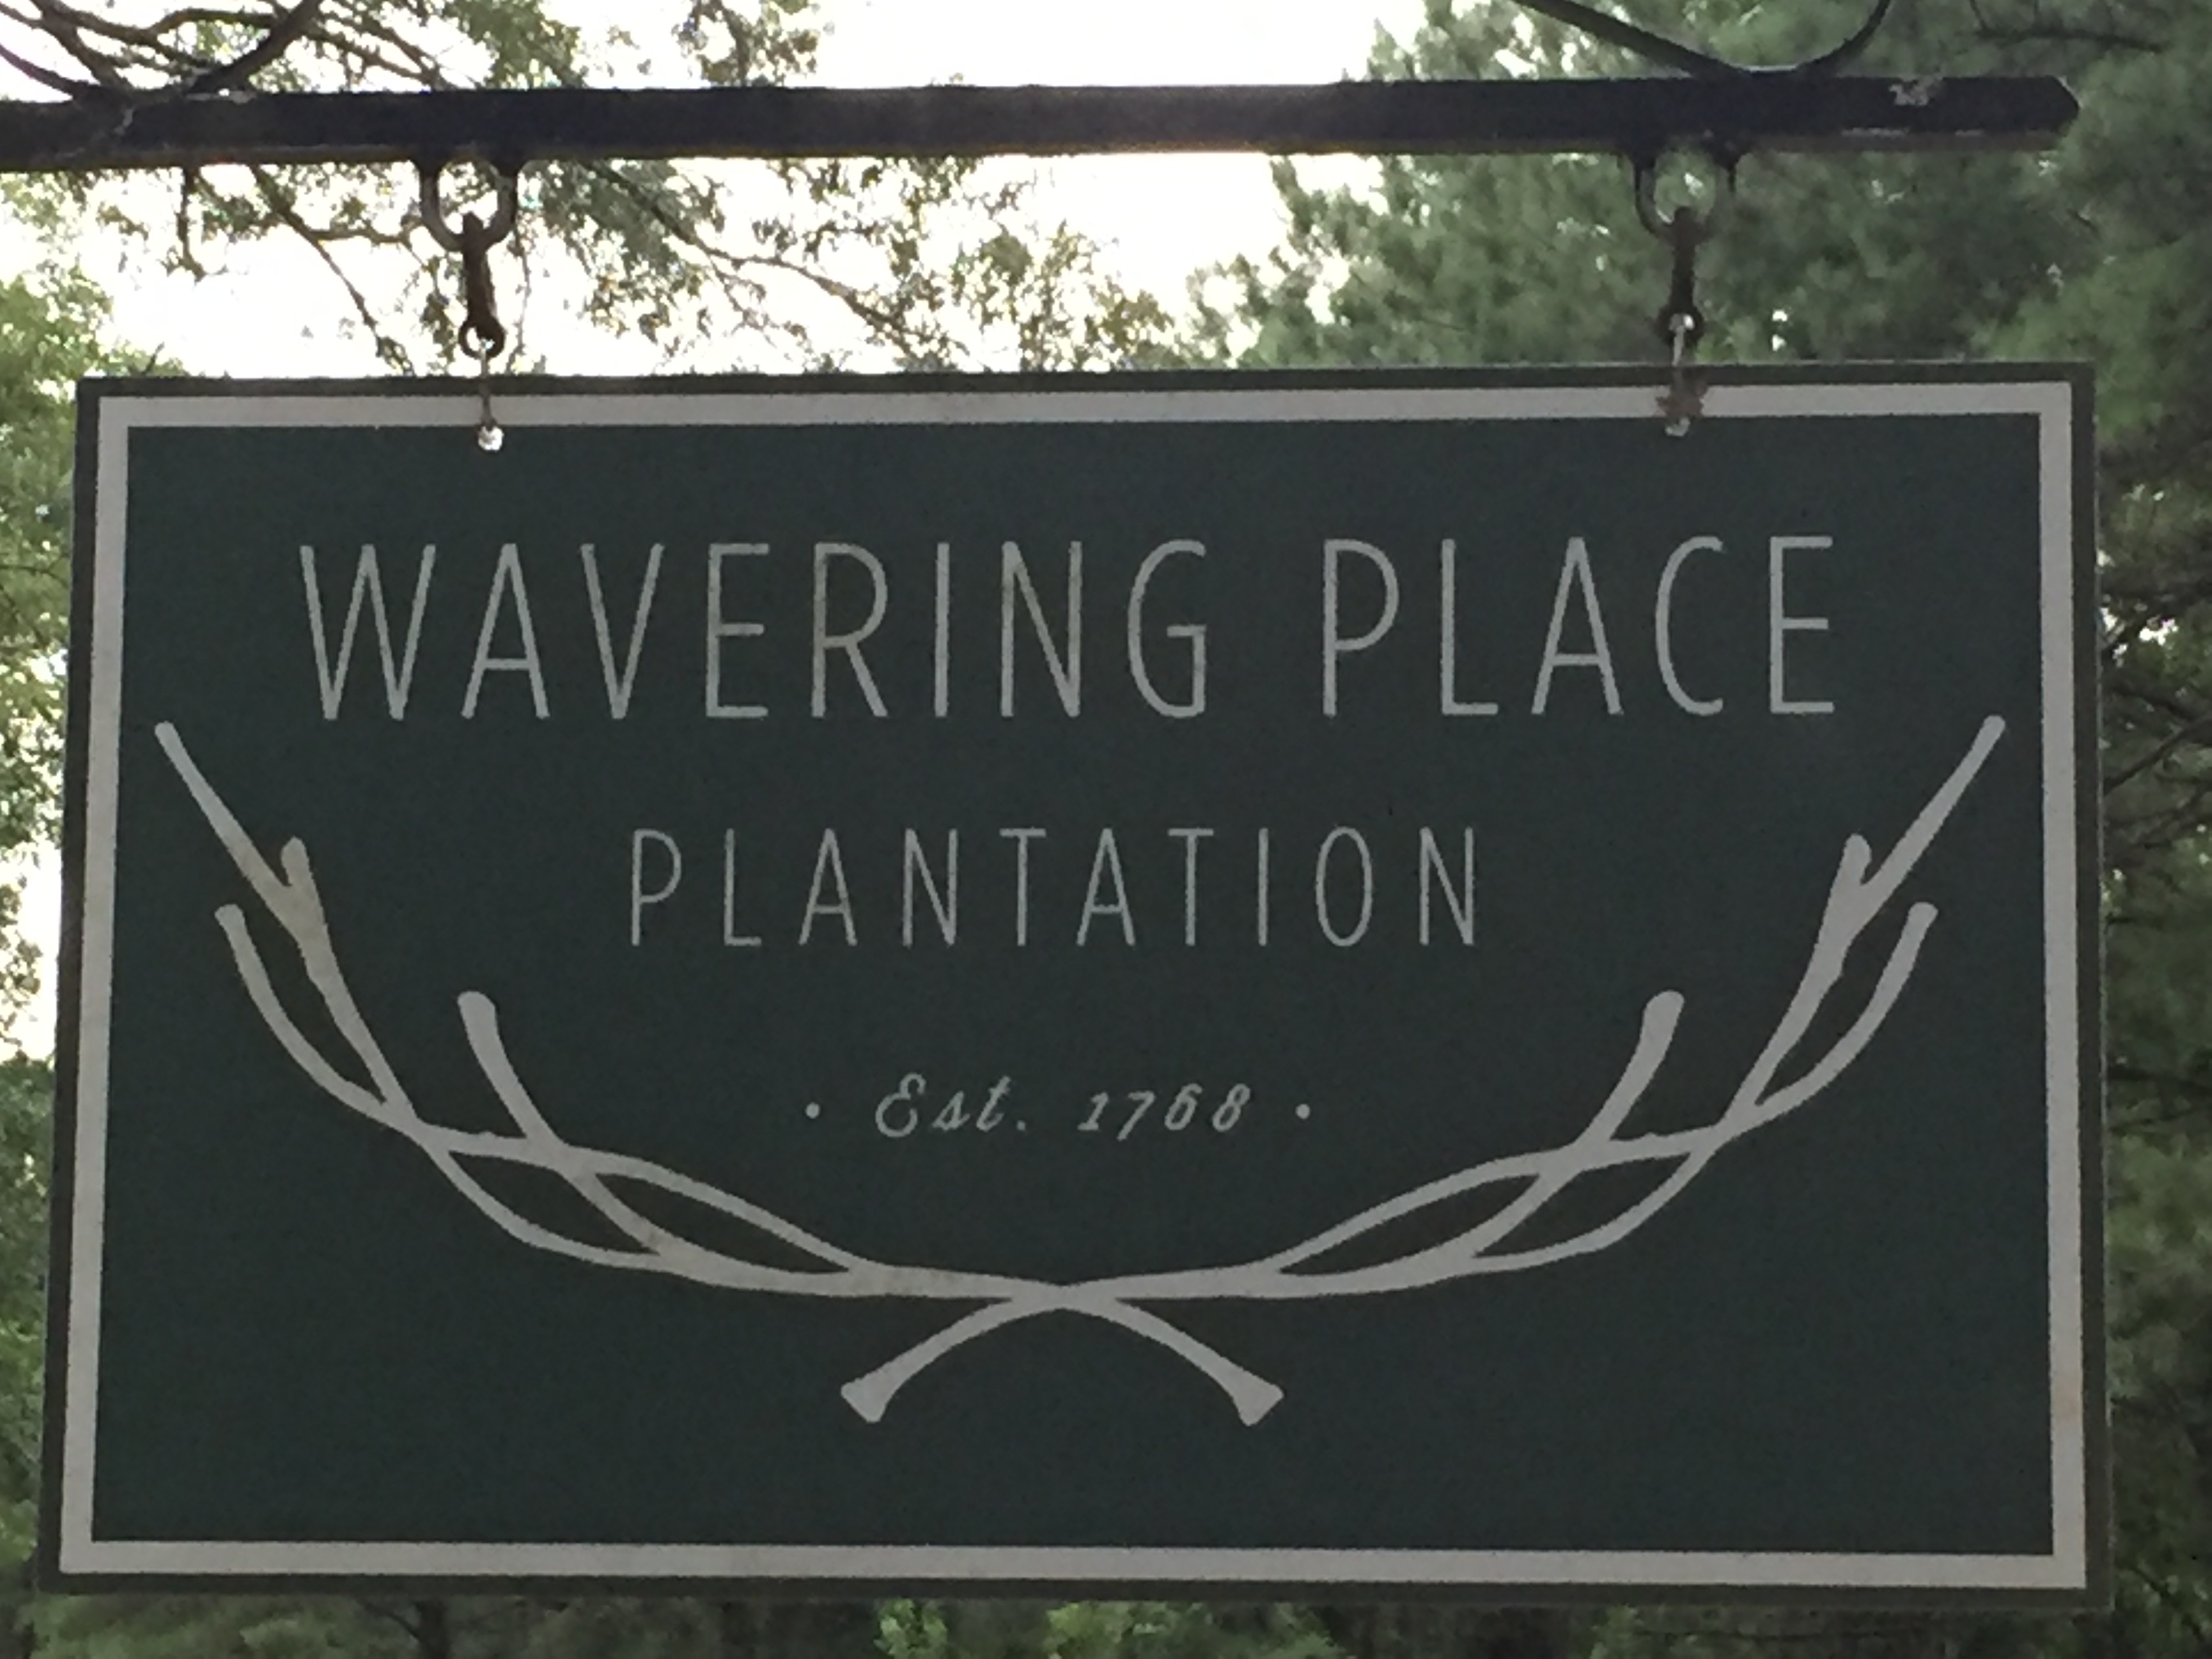 WAVERING PLACE
PLANTATION
· Est. 1768 ·